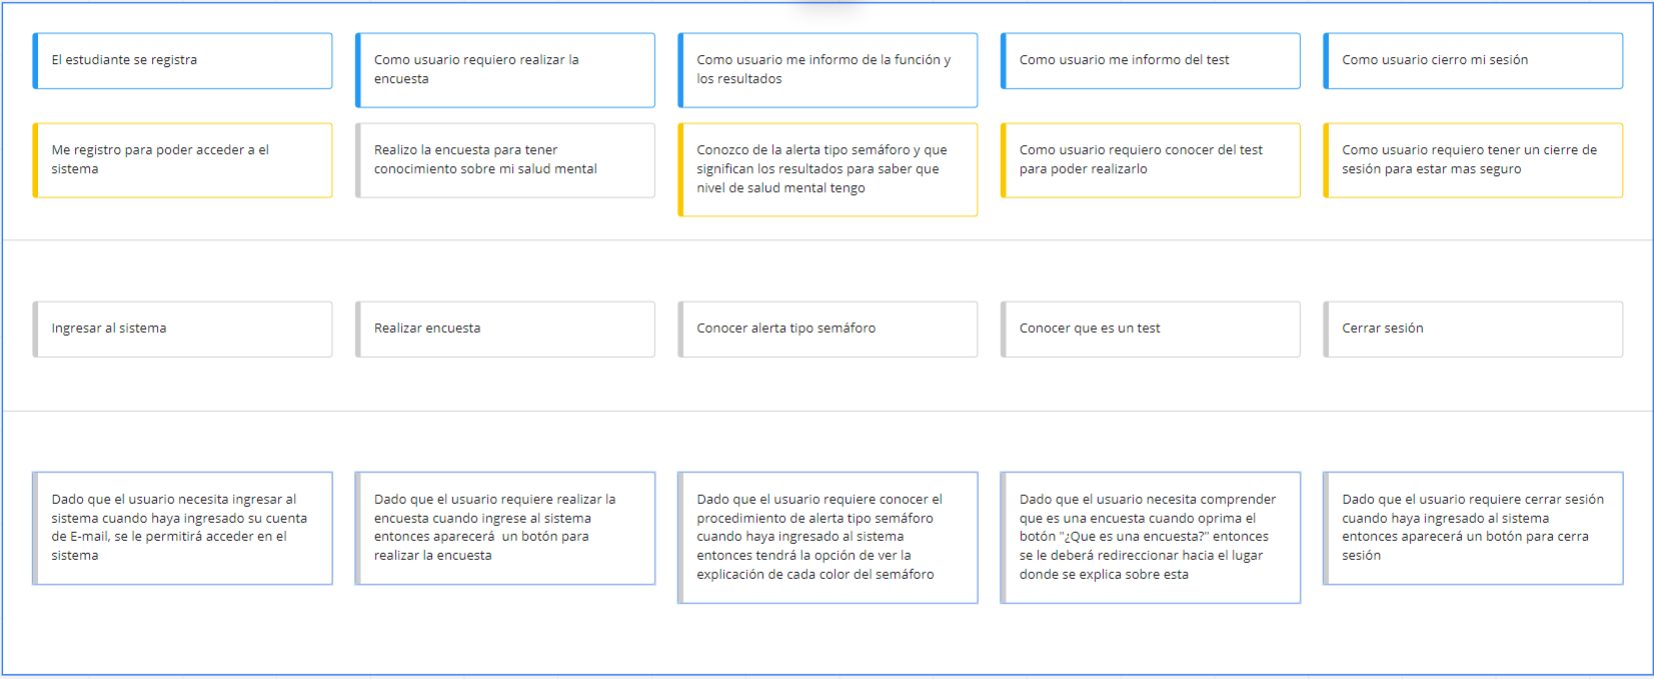 El estudiante se registra
Como usuario requiero realizar la
encuesta
Como usuario me informo de la función y
los resultados
Como usuario me informo del test
Como usuario cierro mi sesión
Me registro para poder acceder a el
sistema
Realizo la encuesta para tener
conocimiento sobre mi salud mental
Conozco de la alerta tipo semáforo y que
significan los resultados para saber que
nivel de salud mental tengo
Como usuario requiero conocer del test
para poder realizarlo
Como usuario requiero tener un cierre de
sesión para estar mas seguro
Ingresar al sistema
Realizar encuesta
Conocer alerta tipo semáforo
Conocer que es un test
Cerrar sesión
Dado que el usuario necesita ingresar al
sistema cuando haya ingresado su cuenta
de E-mail, se le permitirá acceder en el
sistema
Dado que el usuario requiere realizar la
encuesta cuando ingrese al sistema
entonces aparecerá  un botón para
realizar la encuesta
Dado que el usuario requiere conocer el
procedimiento de alerta tipo semáforo
cuando haya ingresado al sistema
entonces tendrá la opción de ver la
explicación de cada color del semáforo
Dado que el usuario necesita comprender
que es una encuesta cuando oprima el
botón "¿Que es una encuesta?" entonces
se le deberá redireccionar hacia el lugar
donde se explica sobre esta
Dado que el usuario requiere cerrar sesión
cuando haya ingresado al sistema
entonces aparecerá un botón para cerra
sesión